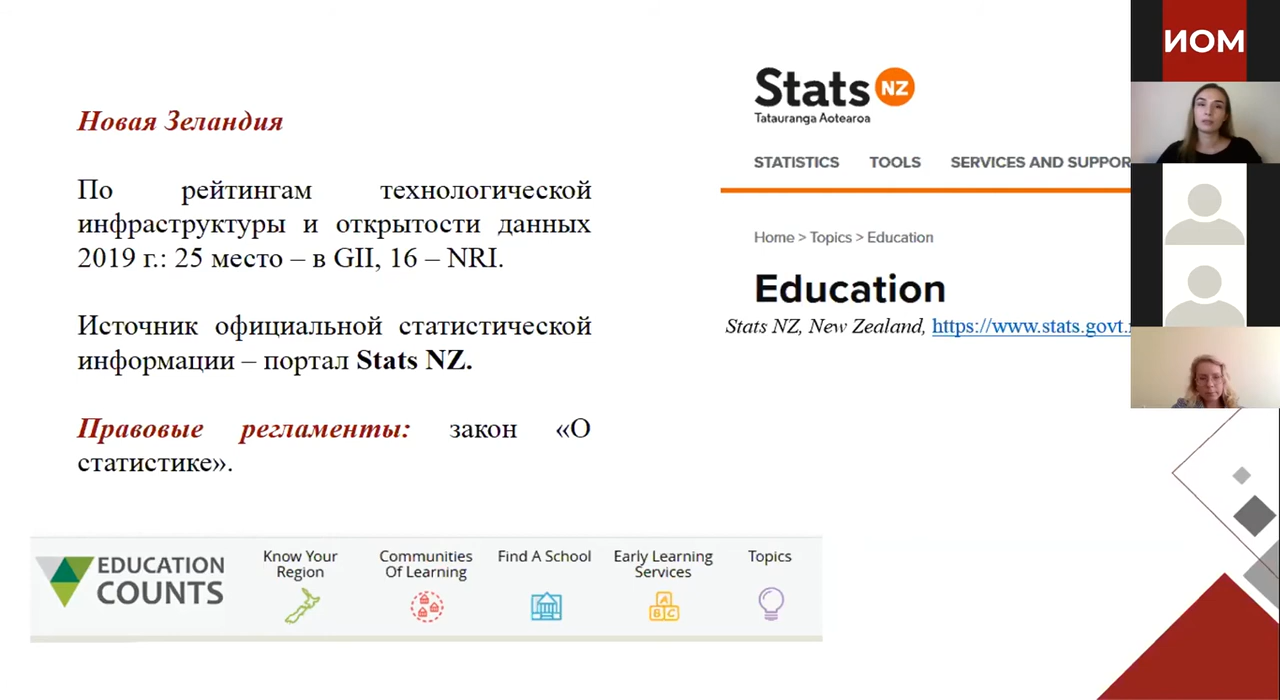 Новая Зеландия
По рейтингам технологической
инфраструктуры и открытости данных
2019 г.: 25 место – в GII, 16 – NRI.
Источник официальной статистической
информации – портал Stats NZ.
Правовые регламенты: закон «О
статистике».
Stats NZ
Tatauranga Aotearoa
STATISTICS TOOLS SERVICES AND SUPPOR
Home > Topics > Education
Education
Stats NZ, New Zealand, https://www.stats.govt.
ИОМ
EDUCATION
COUNTS
Know Your
Region
Communities
Of Learning
Find A School
Early Learning
Services
Topics
A
B C